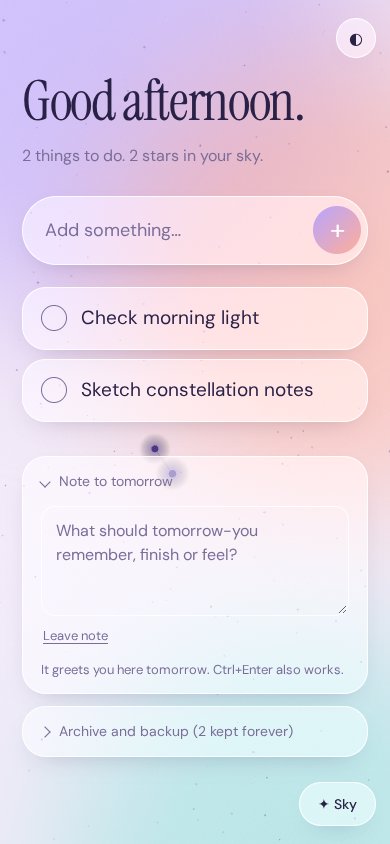 Good afternoon.
2 things to do. 2 stars in your sky.
Add something…
+
Check morning light
Sketch constellation notes
Note to tomorrow
What should tomorrow-you
remember, finish or feel?
Leave note
It greets you here tomorrow. Ctrl+Enter also works.
Archive and backup (2 kept forever)
✦ Sky